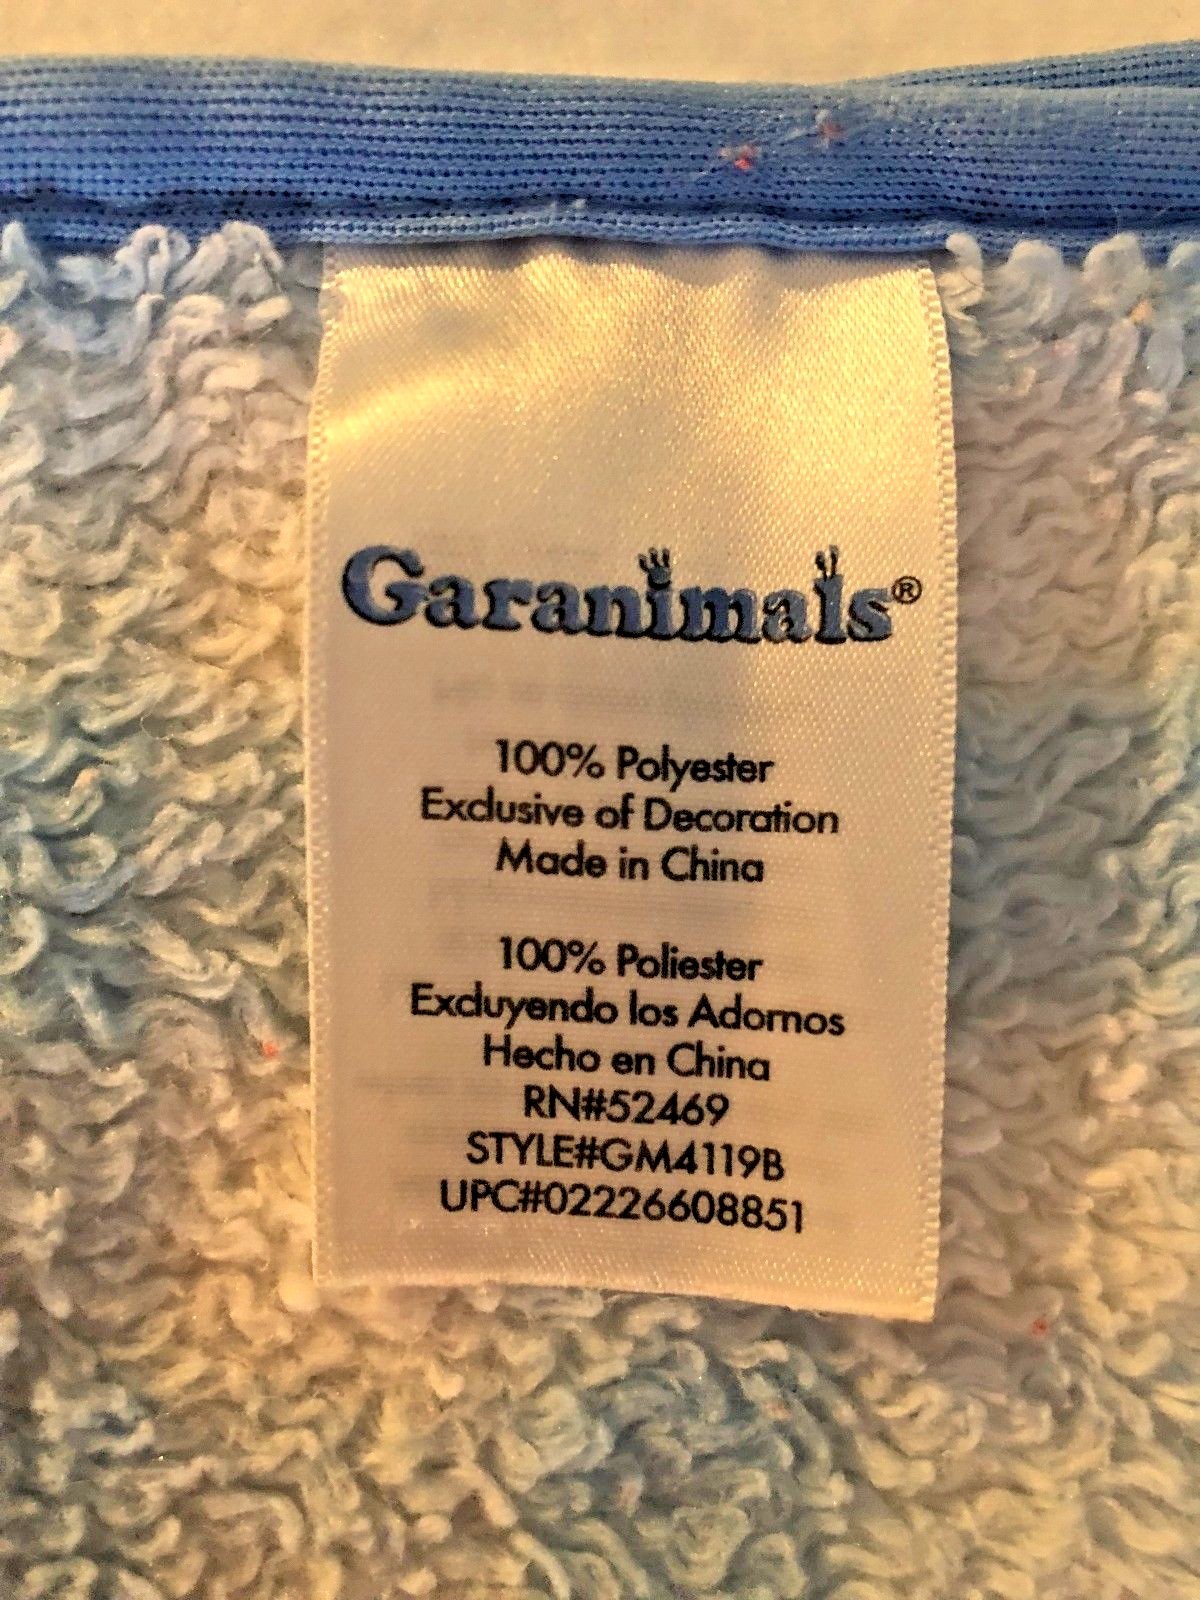 Garanimals®
100% Polyester
Exclusive of Decoration
Made in China
100% Poliester
Excluyendo los Adornos
Hecho en China
RN#52469
STYLE#GM4119B
UPC#02226608851